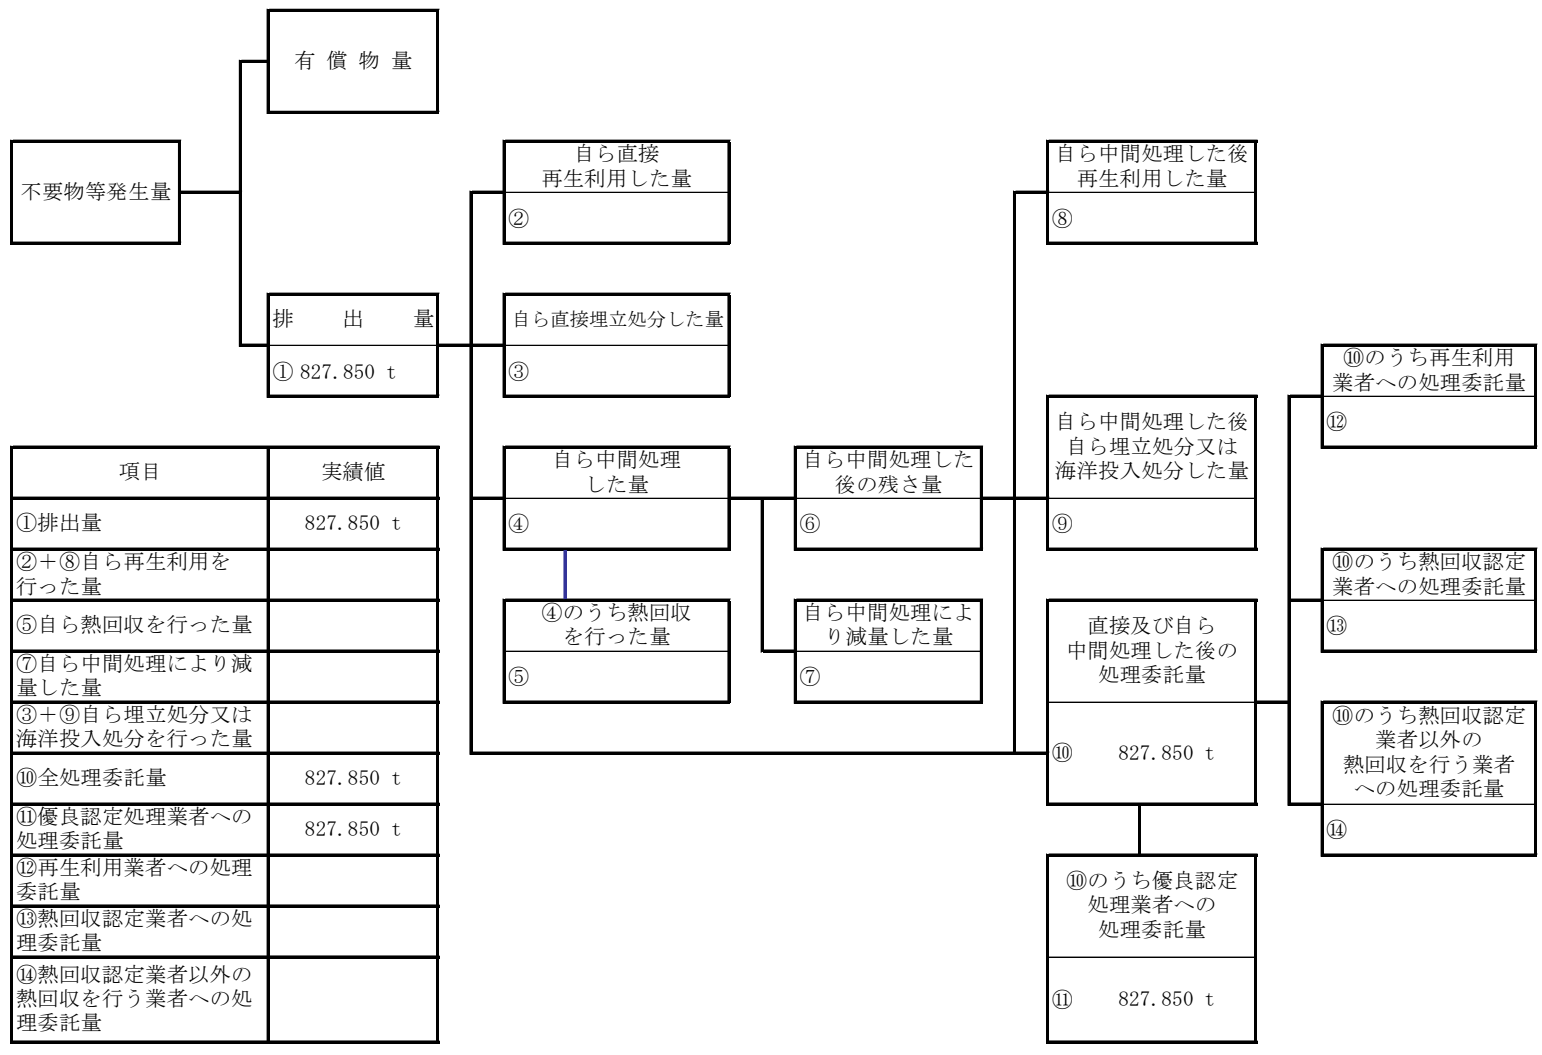 有償物量
不要物等発生量
排出量
① 827.850 t
自ら直接
再生利用した量
②
自ら直接埋立処分した量
③
自ら中間処理
した量
④
④のうち熱回収
を行った量
⑤
自ら中間処理した
後の残さ量
⑥
自ら中間処理によ
り減量した量
⑦
自ら中間処理した後
再生利用した量
⑧
自ら中間処理した後
自ら埋立処分又は
海洋投入処分した量
⑨
直接及び自ら
中間処理した後の
処理委託量
⑩ 827.850 t
⑩のうち優良認定
処理業者への
処理委託量
⑪ 827.850 t
⑩のうち再生利用
業者への処理委託量
⑫
⑩のうち熱回収認定
業者への処理委託量
⑬
⑩のうち熱回収認定
業者以外の
熱回収を行う業者
への処理委託量
⑭
項目 実績値
①排出量 827.850 t
②＋⑧自ら再生利用を
行った量
⑤自ら熱回収を行った量
⑦自ら中間処理により減
量した量
③＋⑨自ら埋立処分又は
海洋投入処分を行った量
⑩全処理委託量 827.850 t
⑪優良認定処理業者への
処理委託量 827.850 t
⑫再生利用業者への処理
委託量
⑬熱回収認定業者への処
理委託量
⑭熱回収認定業者以外の
熱回収を行う業者への処
理委託量